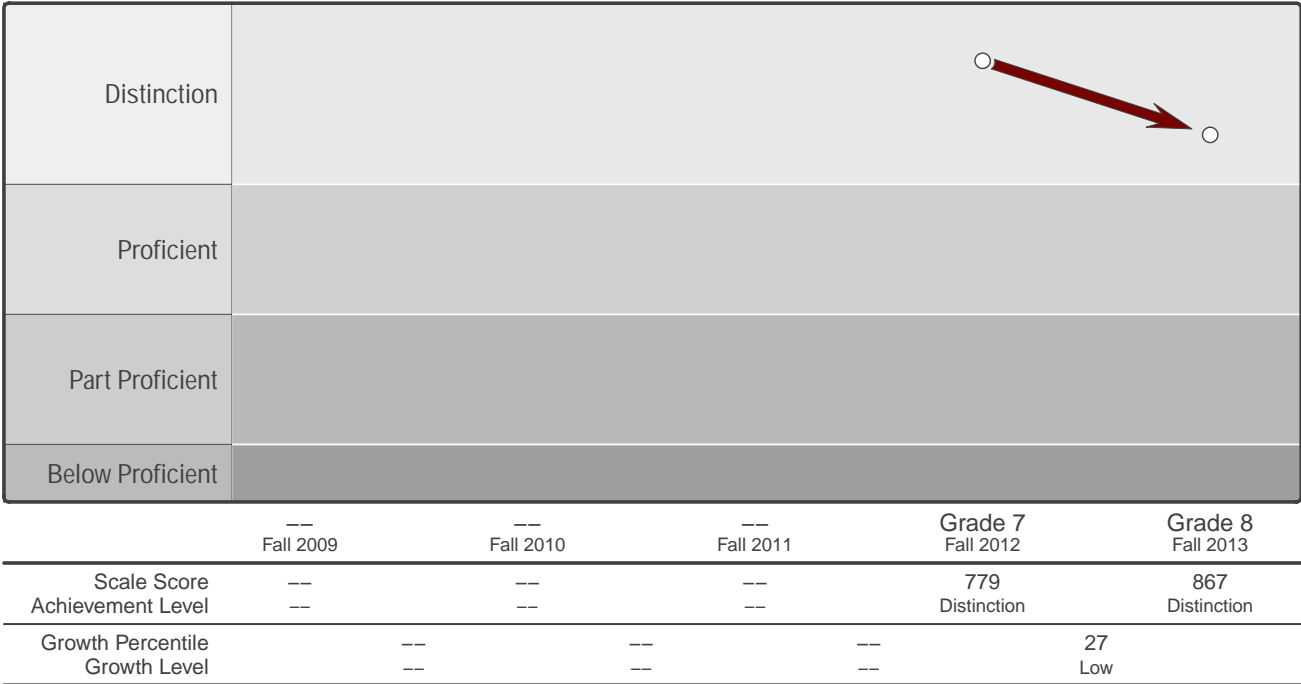 Distinction
Proficient
Part Proficient
Below Proficient
–– –– –– Grade 7 Grade 8
Fall 2009 Fall 2010 Fall 2011 Fall 2012 Fall 2013
Scale Score –– –– –– 779 867
Achievement Level –– –– –– Distinction Distinction
Growth Percentile –– –– –– 27
Growth Level –– –– –– Low